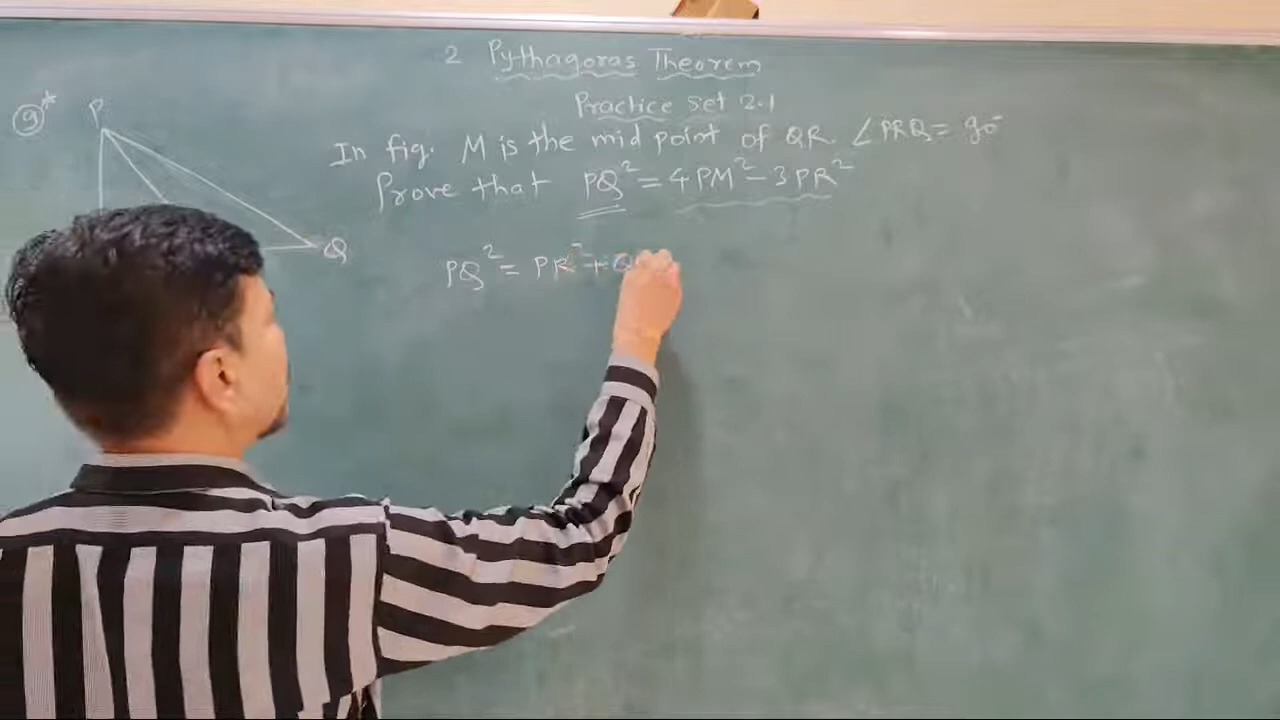 2 Pythagoras Theorem
Practice Set 2.1
9*
In fig. M is the mid point of QR. ∠PRQ = 90°
Prove that PQ² = 4PM² - 3PR²
P
Q
PQ² = PR² + Q